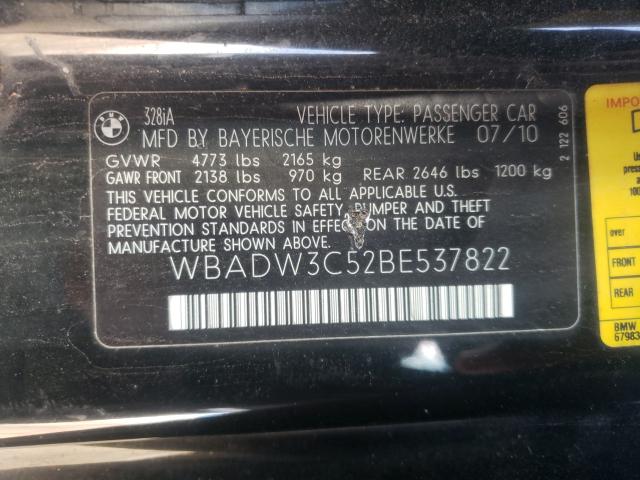 BMW
328iA VEHICLE TYPE: PASSENGER CAR
MFD BY BAYERISCHE MOTORENWERKE 07/10
GVWR 4773 lbs 2165 kg
GAWR FRONT 2138 lbs 970 kg REAR 2646 lbs 1200 kg
THIS VEHICLE CONFORMS TO ALL APPLICABLE U.S.
FEDERAL MOTOR VEHICLE SAFETY, BUMPER AND THEFT
PREVENTION STANDARDS IN EFFECT ON THE DATE OF
MANUFACTURE SHOWN ABOVE.
WBADW3C52BE537822
2 122 606
over
FRONT
REAR
BMW